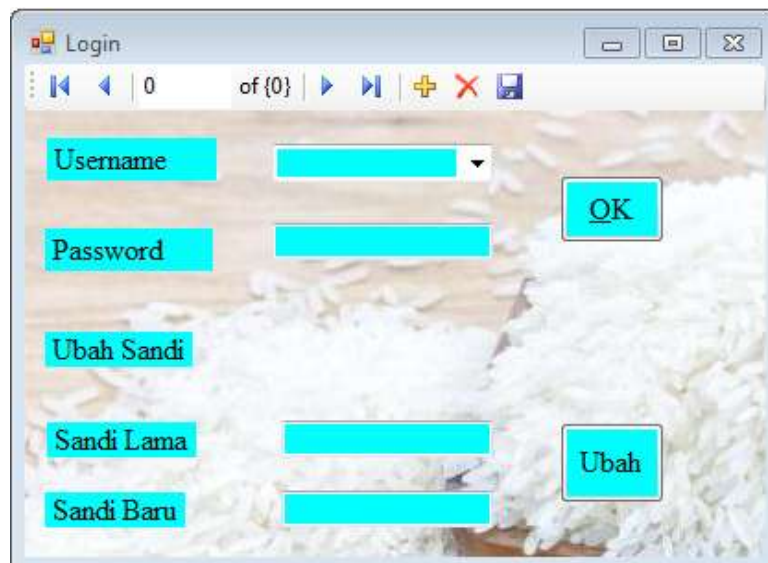 Login
0 of {0}
Username
OK
Password
Ubah Sandi
Sandi Lama
Ubah
Sandi Baru